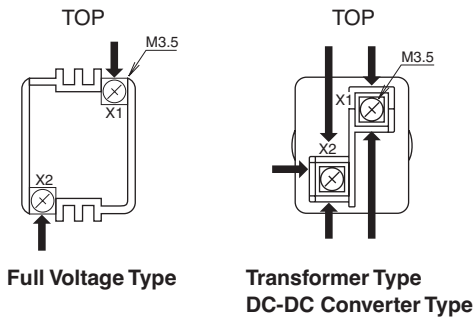 TOP
M3.5
X1
X2
Full Voltage Type
TOP
M3.5
X1
X2
Transformer Type
DC-DC Converter Type